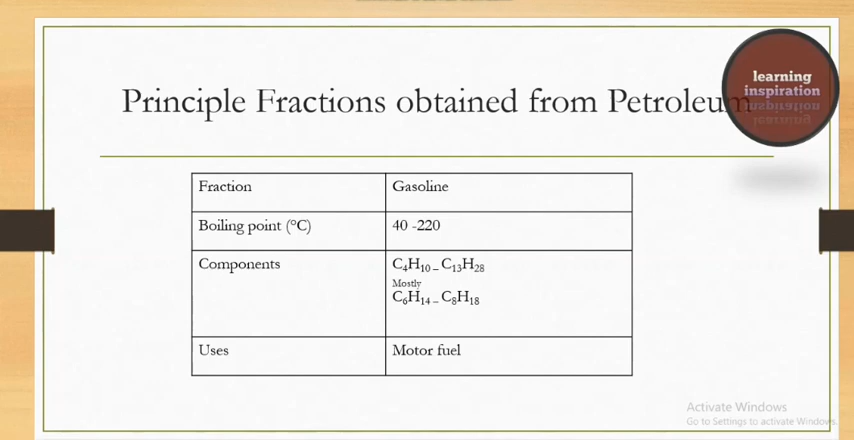 learning
inspiration
Principle Fractions obtained from Petroleum
Fraction Gasoline
Boiling point (°C) 40 -220
Components C₄H₁₀ – C₁₃H₂₈
Mostly
C₆H₁₄ – C₈H₁₈
Uses Motor fuel
Activate Windows
Go to Settings to activate Windows.